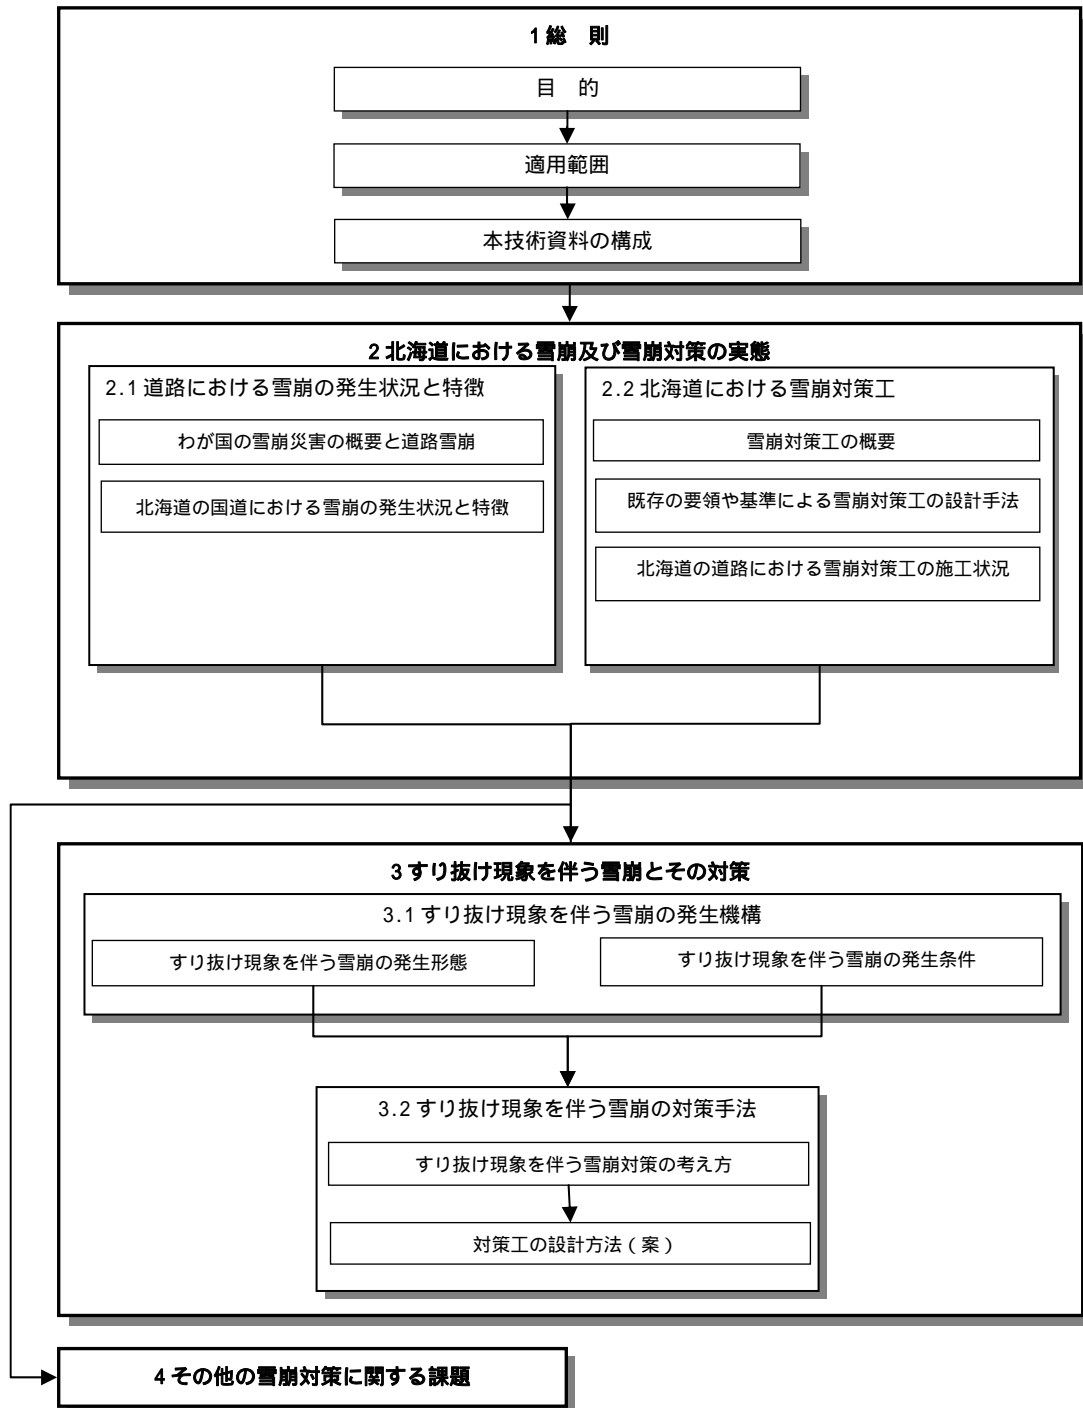 1 総　則
目　的
適用範囲
本技術資料の構成
2 北海道における雪崩及び雪崩対策の実態
2.1 道路における雪崩の発生状況と特徴
わが国の雪崩災害の概要と道路雪崩
北海道の国道における雪崩の発生状況と特徴
2.2 北海道における雪崩対策工
雪崩対策工の概要
既存の要領や基準による雪崩対策工の設計手法
北海道の道路における雪崩対策工の施工状況
3 すり抜け現象を伴う雪崩とその対策
3.1 すり抜け現象を伴う雪崩の発生機構
すり抜け現象を伴う雪崩の発生形態
すり抜け現象を伴う雪崩の発生条件
3.2 すり抜け現象を伴う雪崩の対策手法
すり抜け現象を伴う雪崩対策の考え方
対策工の設計方法（案）
4 その他の雪崩対策に関する課題